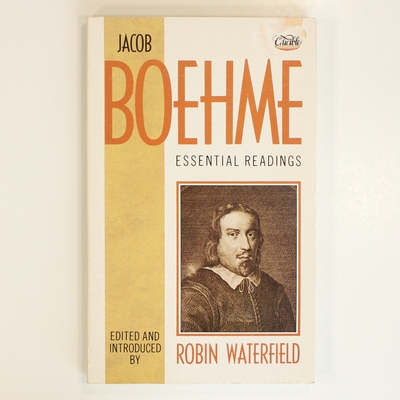 JACOB
Crucible
BOEHME
ESSENTIAL READINGS
EDITED AND
INTRODUCED
BY
ROBIN WATERFIELD